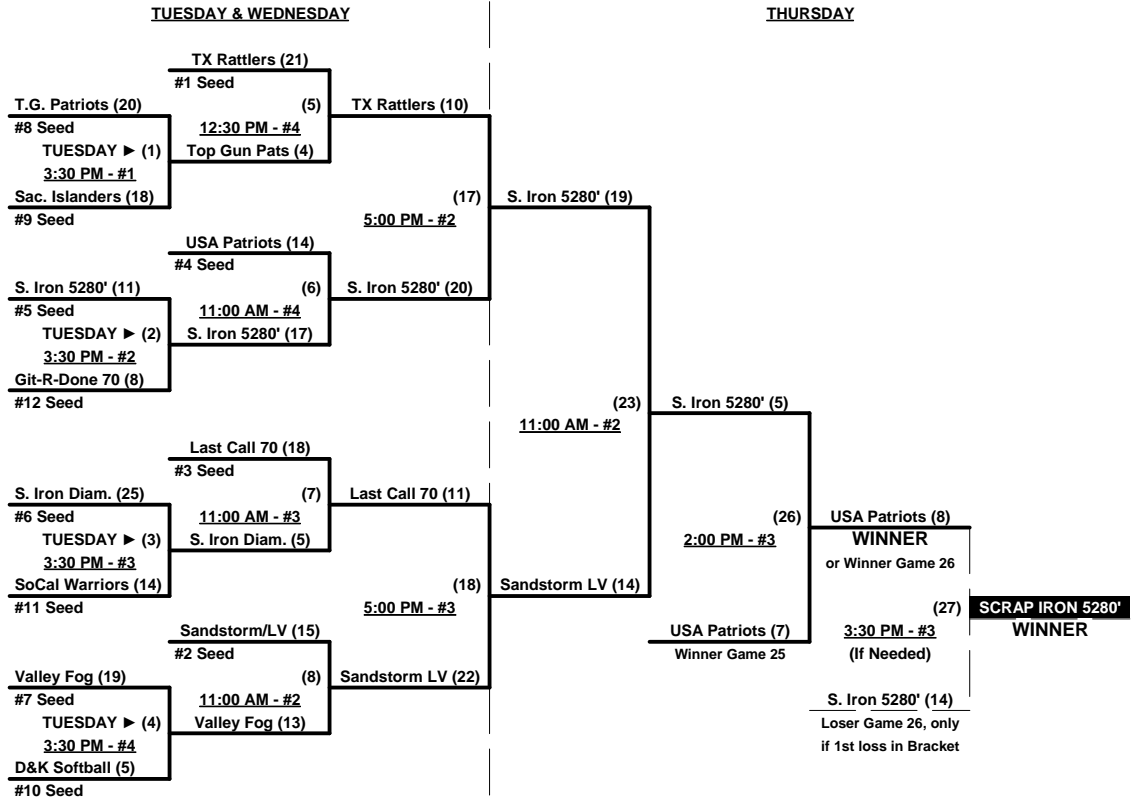 TUESDAY & WEDNESDAY
THURSDAY
TX Rattlers (21)
#1 Seed
T.G. Patriots (20)
(5)
TX Rattlers (10)
#8 Seed
12:30 PM - #4
TUESDAY ► (1)
Top Gun Pats (4)
3:30 PM - #1
Sac. Islanders (18)
(17)
S. Iron 5280' (19)
#9 Seed
5:00 PM - #2
USA Patriots (14)
#4 Seed
S. Iron 5280' (11)
(6)
S. Iron 5280' (20)
#5 Seed
11:00 AM - #4
TUESDAY ► (2)
S. Iron 5280' (17)
3:30 PM - #2
Git-R-Done 70 (8)
#12 Seed
(23)
S. Iron 5280' (5)
11:00 AM - #2
Last Call 70 (18)
#3 Seed
S. Iron Diam. (25)
(7)
Last Call 70 (11)
#6 Seed
11:00 AM - #3
(26)
USA Patriots (8)
TUESDAY ► (3)
S. Iron Diam. (5)
2:00 PM - #3
WINNER
3:30 PM - #3
or Winner Game 26
SoCal Warriors (14)
(18)
Sandstorm LV (14)
#11 Seed
5:00 PM - #3
(27)
SCRAP IRON 5280'
Sandstorm/LV (15)
USA Patriots (7)
3:30 PM - #3
WINNER
#2 Seed
Winner Game 25
(If Needed)
Valley Fog (19)
(8)
Sandstorm LV (22)
#7 Seed
11:00 AM - #2
S. Iron 5280' (14)
TUESDAY ► (4)
Valley Fog (13)
Loser Game 26, only
3:30 PM - #4
if 1st loss in Bracket
D&K Softball (5)
#10 Seed